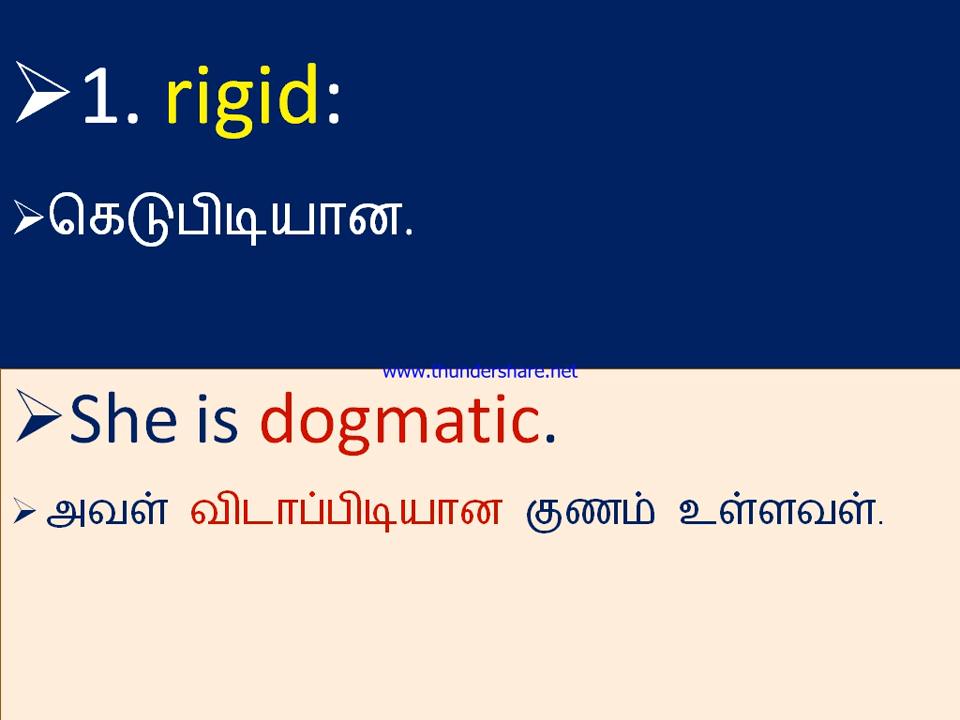 ➢1. rigid:
➢கெடுபிடியான.
www.thundershare.net
➢She is dogmatic.
➢அவள் விடாப்பிடியான குணம் உள்ளவள்.